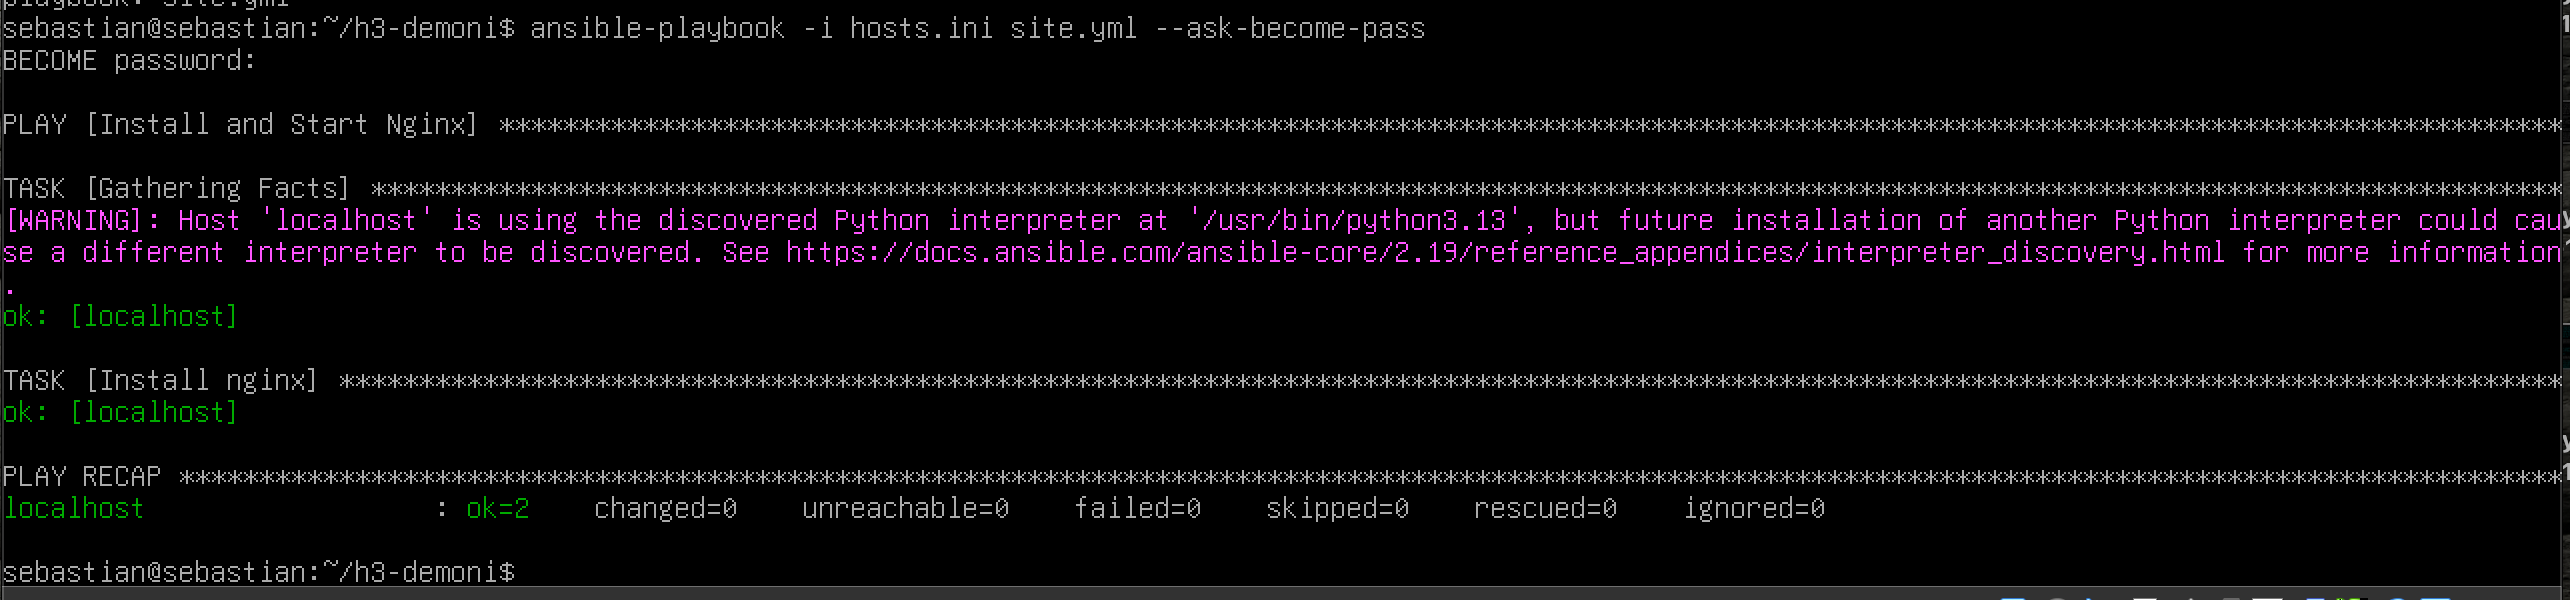 playbook: site.yml
sebastian@sebastian:~/h3-demoni$ ansible-playbook -i hosts.ini site.yml --ask-become-pass
BECOME password:
PLAY [Install and Start Nginx] ********************************************************************************************************************************
TASK [Gathering Facts] ****************************************************************************************************************************************
[WARNING]: Host 'localhost' is using the discovered Python interpreter at '/usr/bin/python3.13', but future installation of another Python interpreter could cau
se a different interpreter to be discovered. See https://docs.ansible.com/ansible-core/2.19/reference_appendices/interpreter_discovery.html for more information
.
ok: [localhost]
TASK [Install nginx] ******************************************************************************************************************************************
ok: [localhost]
PLAY RECAP ****************************************************************************************************************************************************
localhost                  : ok=2    changed=0    unreachable=0    failed=0    skipped=0    rescued=0    ignored=0
sebastian@sebastian:~/h3-demoni$